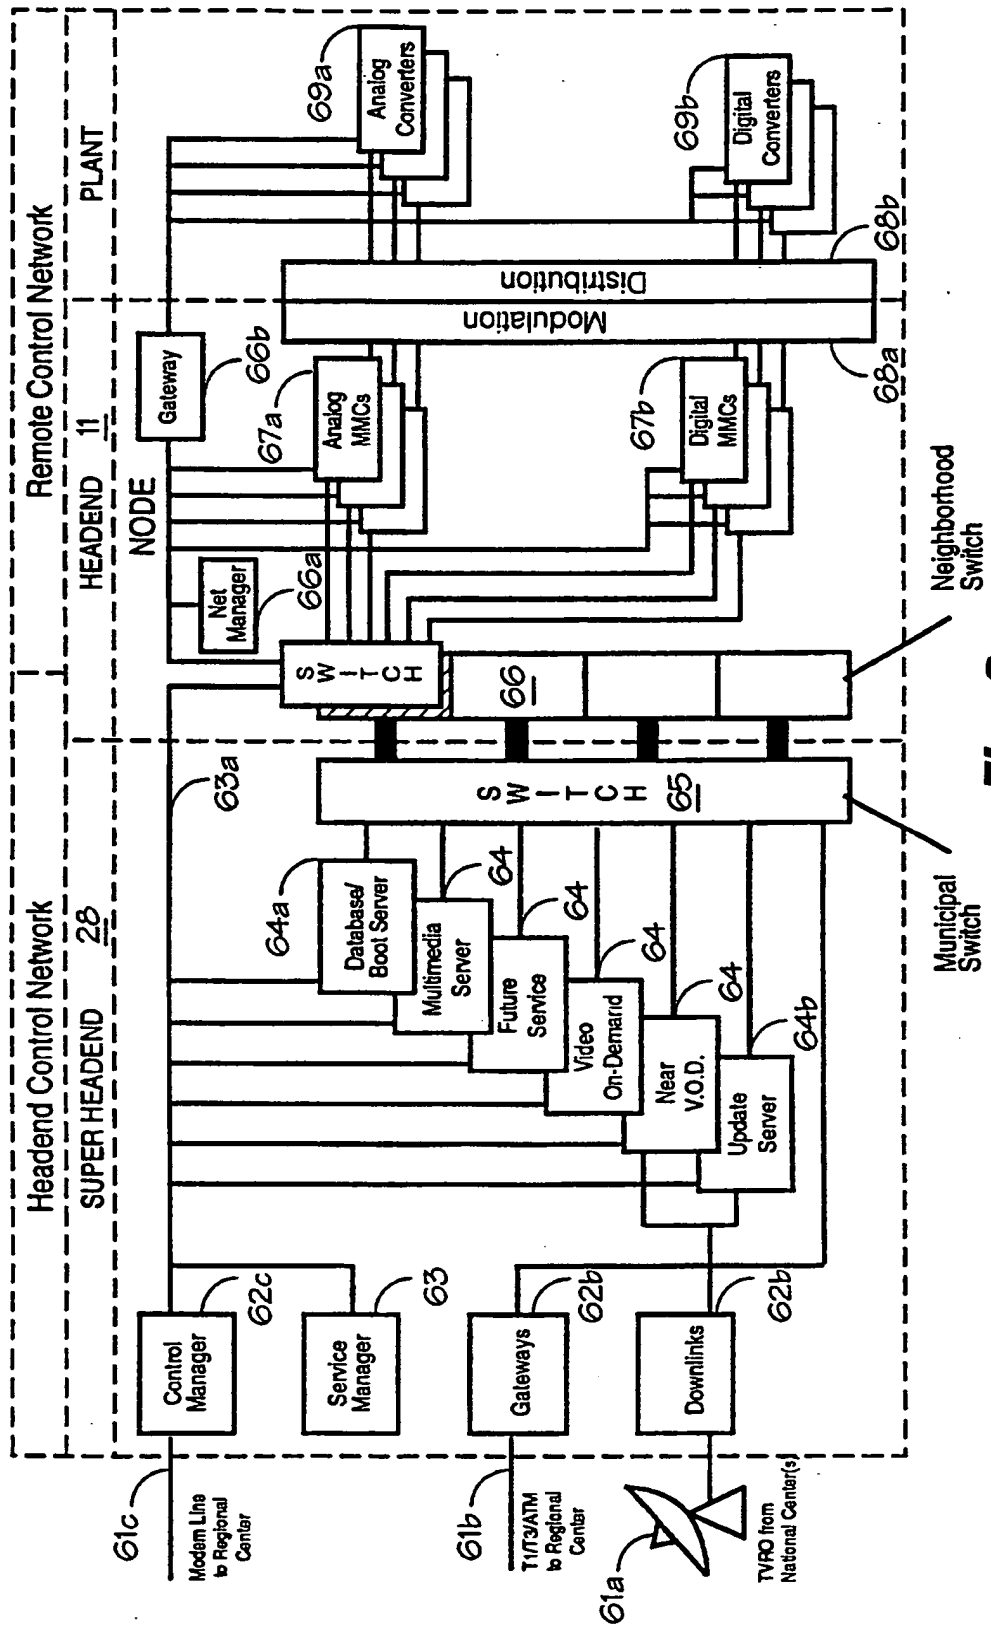 Headend Control Network
Remote Control Network
SUPER HEADEND 28
HEADEND 11
PLANT
NODE
61c
Modem Line
to Regional
Center
Control
Manager
62c
63a
Service
Manager
63
61b
T1/T3/ATM
to Regional
Center
Gateways
62b
61a
TVRO from
National Center(s)
Downlinks
62b
64a
Database/
Boot Server
Multimedia
Server
64
Future
Service
64
Video
On-Demand
64
Near
V.O.D.
64
Update
Server
64b
SWITCH
65
Municipal
Switch
SWITCH
66
Neighborhood
Switch
Net
Manager
66a
Gateway
66b
67a
Analog
MMCs
67b
Digital
MMCs
Modulation
68a
Distribution
68b
69a
Analog
Converters
69b
Digital
Converters